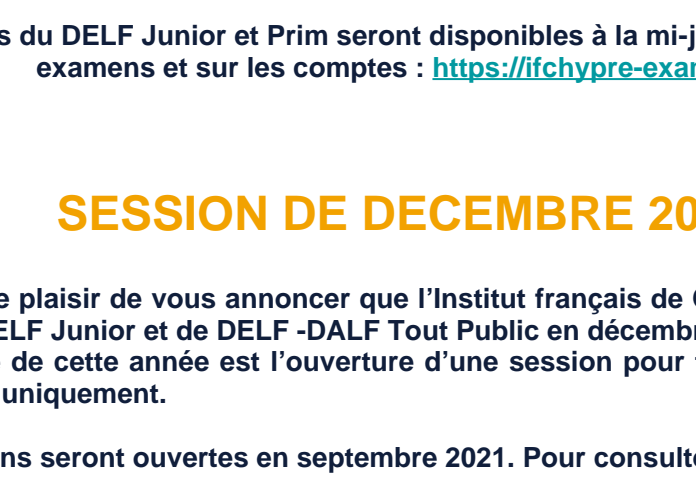 s du DELF Junior et Prim seront disponibles à la mi-j
examens et sur les comptes : https://ifchypre-exa
SESSION DE DECEMBRE 20
e plaisir de vous annoncer que l’Institut français de
ELF Junior et de DELF -DALF Tout Public en décembr
de cette année est l’ouverture d’une session pour
uniquement.
ns seront ouvertes en septembre 2021. Pour consulte